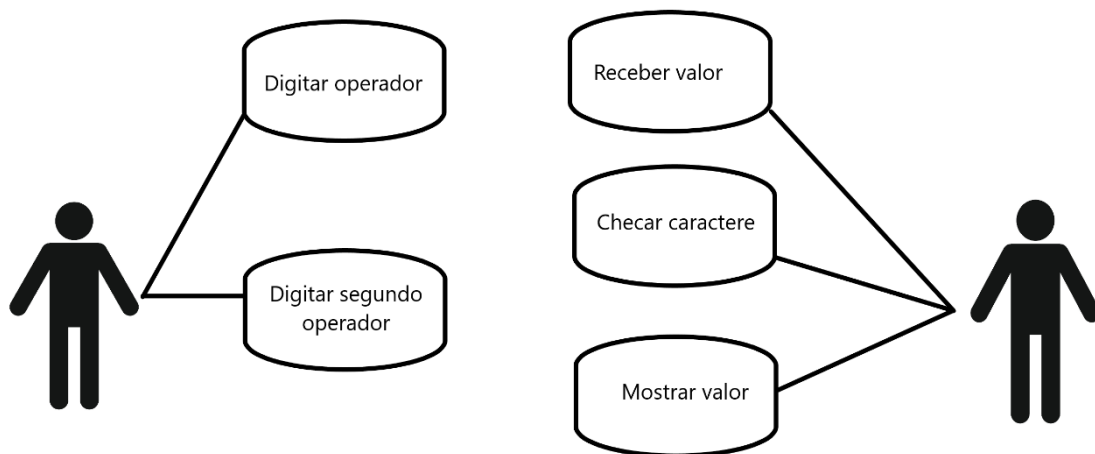 Digitar operador
Digitar segundo
operador
Receber valor
Checar caractere
Mostrar valor